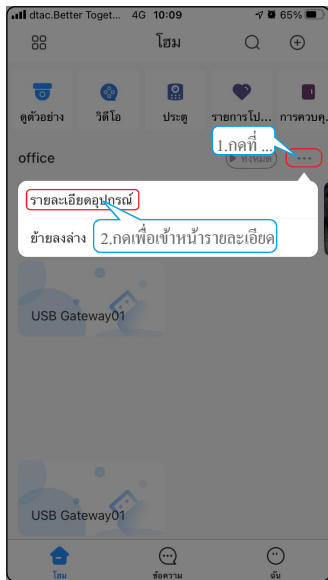 dtac.Better Toget... 4G 10:09 65%
โฮม
ดูตัวอย่าง วิดีโอ ประตู รายการโป... การควบคุ.
1.กดที่ ...
office ทั้งหมด ...
รายละเอียดอุปกรณ์
ย้ายลงล่าง 2.กดเพื่อเข้าหน้ารายละเอียด
USB Gateway01
USB Gateway01
โฮม ข้อความ ฉัน